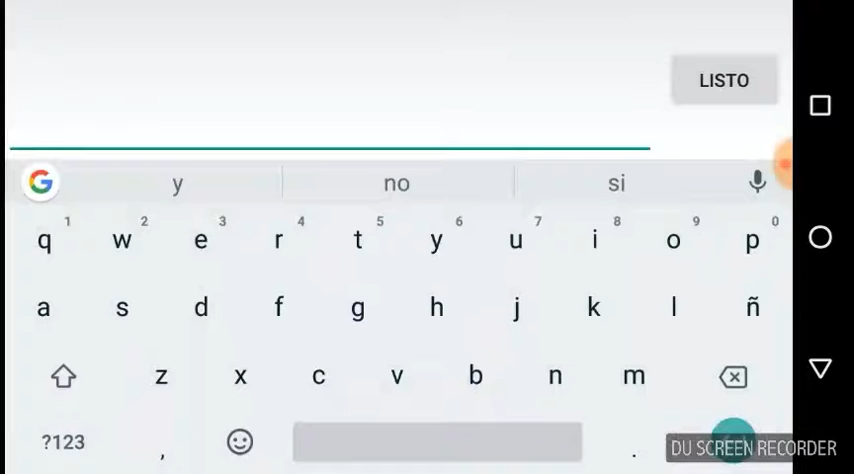 LISTO
G y no si
1 2 3 4 5 6 7 8 9 0
q w e r t y u i o p
a s d f g h j k l ñ
z x c v b n m
?123 , .
DU SCREEN RECORDER